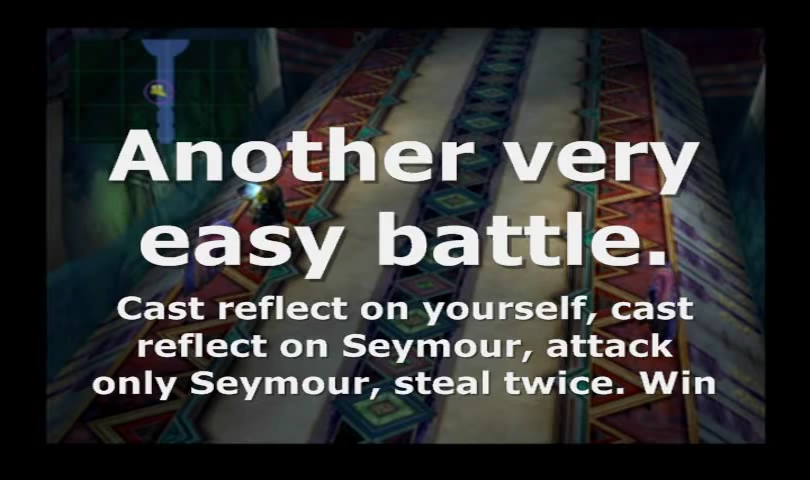 Another very
easy battle.
Cast reflect on yourself, cast
reflect on Seymour, attack
only Seymour, steal twice. Win